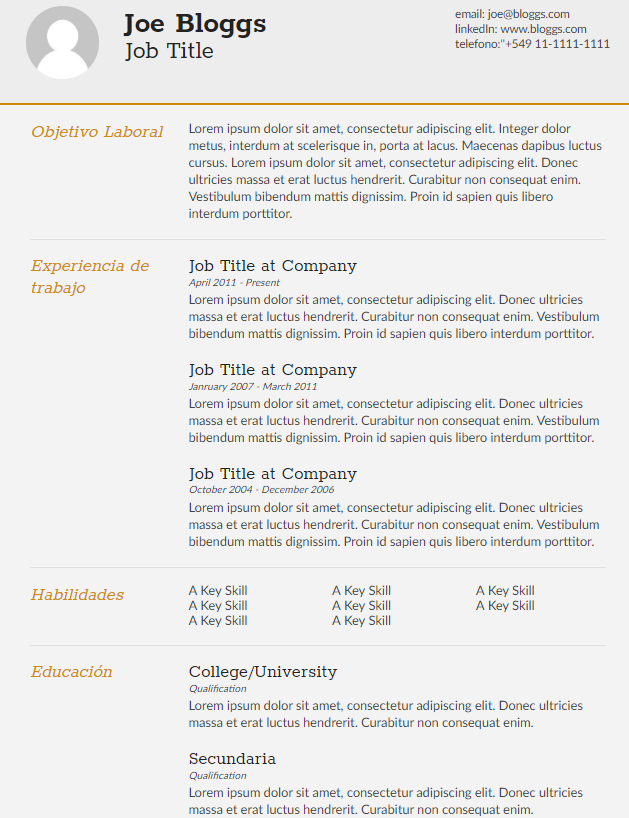 Joe Bloggs
Job Title
email: joe@bloggs.com
linkedIn: www.bloggs.com
telefono:"+549 11-1111-1111
Objetivo Laboral
Lorem ipsum dolor sit amet, consectetur adipiscing elit. Integer dolor
metus, interdum at scelerisque in, porta at lacus. Maecenas dapibus luctus
cursus. Lorem ipsum dolor sit amet, consectetur adipiscing elit. Donec
ultricies massa et erat luctus hendrerit. Curabitur non consequat enim.
Vestibulum bibendum mattis dignissim. Proin id sapien quis libero
interdum porttitor.
Experiencia de
trabajo
Job Title at Company
April 2011 - Present
Lorem ipsum dolor sit amet, consectetur adipiscing elit. Donec ultricies
massa et erat luctus hendrerit. Curabitur non consequat enim. Vestibulum
bibendum mattis dignissim. Proin id sapien quis libero interdum porttitor.
Job Title at Company
Janruary 2007 - March 2011
Lorem ipsum dolor sit amet, consectetur adipiscing elit. Donec ultricies
massa et erat luctus hendrerit. Curabitur non consequat enim. Vestibulum
bibendum mattis dignissim. Proin id sapien quis libero interdum porttitor.
Job Title at Company
October 2004 - December 2006
Lorem ipsum dolor sit amet, consectetur adipiscing elit. Donec ultricies
massa et erat luctus hendrerit. Curabitur non consequat enim. Vestibulum
bibendum mattis dignissim. Proin id sapien quis libero interdum porttitor.
Habilidades
A Key Skill A Key Skill A Key Skill
A Key Skill A Key Skill A Key Skill
A Key Skill A Key Skill
Educación
College/University
Qualification
Lorem ipsum dolor sit amet, consectetur adipiscing elit. Donec ultricies
massa et erat luctus hendrerit. Curabitur non consequat enim.
Secundaria
Qualification
Lorem ipsum dolor sit amet, consectetur adipiscing elit. Donec ultricies
massa et erat luctus hendrerit. Curabitur non consequat enim.